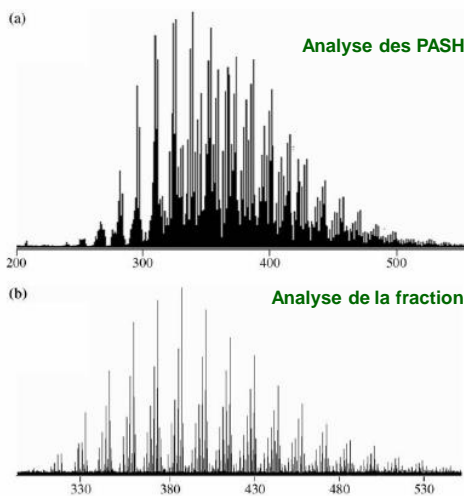 (a)
Analyse des PASH
200 300 400 500
(b)
Analyse de la fraction
330 380 430 480 530